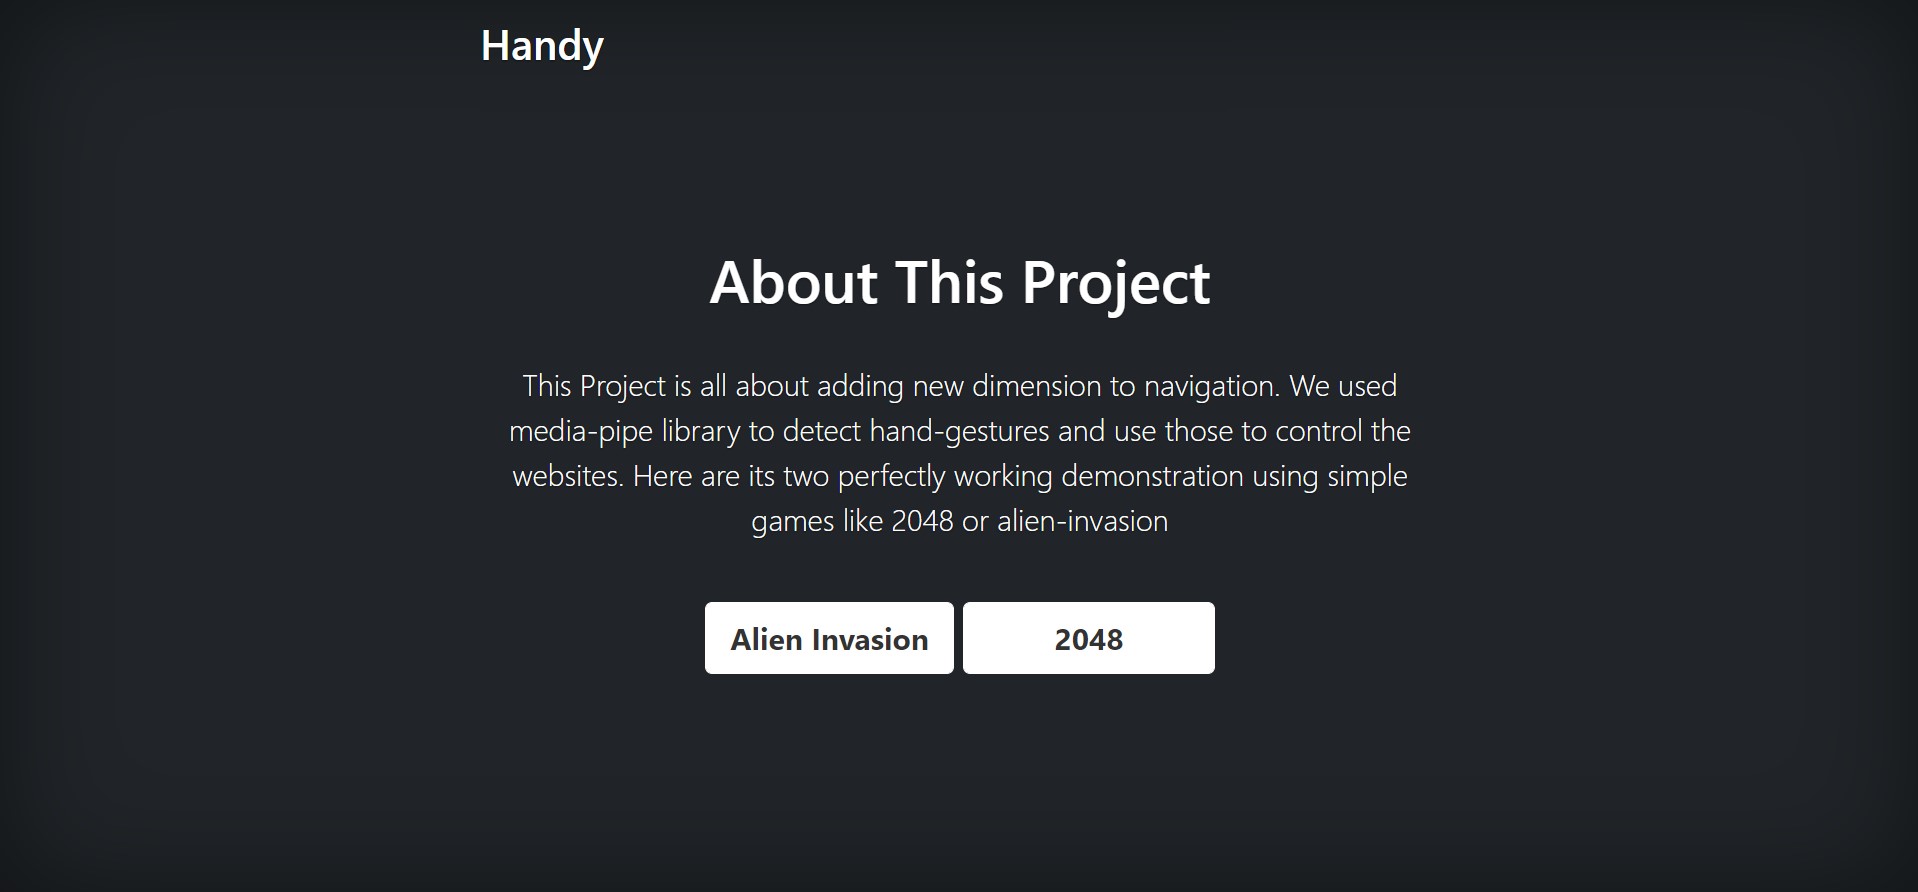 Handy
About This Project
This Project is all about adding new dimension to navigation. We used
media-pipe library to detect hand-gestures and use those to control the
websites. Here are its two perfectly working demonstration using simple
games like 2048 or alien-invasion
Alien Invasion
2048